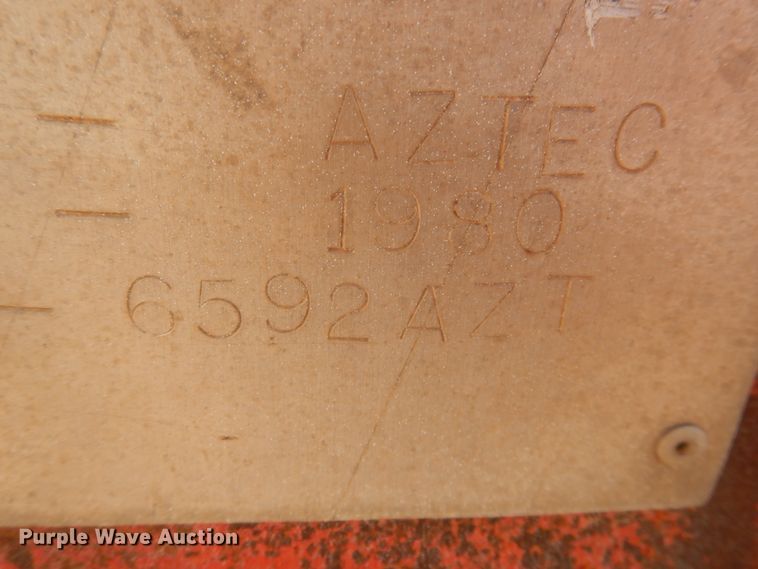 - AZTEC
- 1980
- 6592AZT
Purple Wave Auction